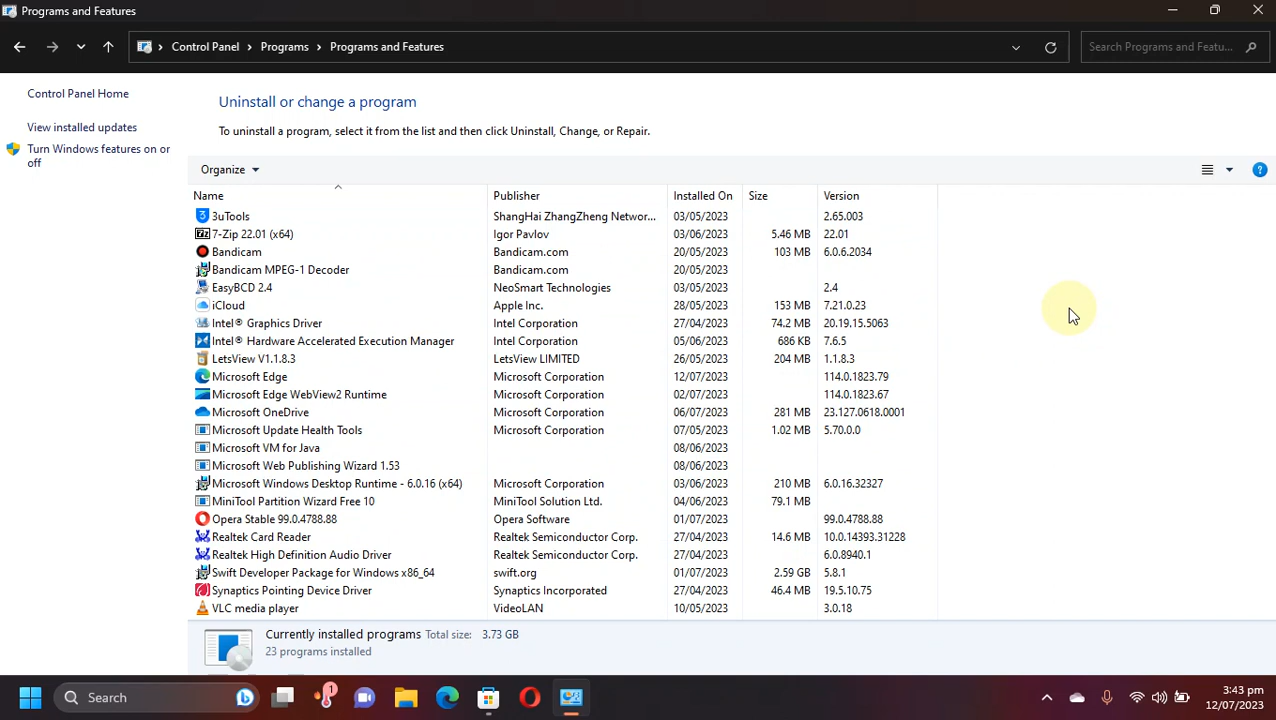 Programs and Features
Control Panel Programs Programs and Features
Search Programs and Featu...
Control Panel Home
View installed updates
Turn Windows features on or
off
Uninstall or change a program
To uninstall a program, select it from the list and then click Uninstall, Change, or Repair.
Organize
Name Publisher Installed On Size Version
3uTools ShangHai ZhangZheng Networ... 03/05/2023 2.65.003
7-Zip 22.01 (x64) Igor Pavlov 03/06/2023 5.46 MB 22.01
Bandicam Bandicam.com 20/05/2023 103 MB 6.0.6.2034
Bandicam MPEG-1 Decoder Bandicam.com 20/05/2023
EasyBCD 2.4 NeoSmart Technologies 03/05/2023 2.4
iCloud Apple Inc. 28/05/2023 153 MB 7.21.0.23
Intel® Graphics Driver Intel Corporation 27/04/2023 74.2 MB 20.19.15.5063
Intel® Hardware Accelerated Execution Manager Intel Corporation 05/06/2023 686 KB 7.6.5
LetsView V1.1.8.3 LetsView LIMITED 26/05/2023 204 MB 1.1.8.3
Microsoft Edge Microsoft Corporation 12/07/2023 114.0.1823.79
Microsoft Edge WebView2 Runtime Microsoft Corporation 02/07/2023 114.0.1823.67
Microsoft OneDrive Microsoft Corporation 06/07/2023 281 MB 23.127.0618.0001
Microsoft Update Health Tools Microsoft Corporation 07/05/2023 1.02 MB 5.70.0.0
Microsoft VM for Java 08/06/2023
Microsoft Web Publishing Wizard 1.53 08/06/2023
Microsoft Windows Desktop Runtime - 6.0.16 (x64) Microsoft Corporation 03/06/2023 210 MB 6.0.16.32327
MiniTool Partition Wizard Free 10 MiniTool Solution Ltd. 04/06/2023 79.1 MB
Opera Stable 99.0.4788.88 Opera Software 01/07/2023 99.0.4788.88
Realtek Card Reader Realtek Semiconductor Corp. 27/04/2023 14.6 MB 10.0.14393.31228
Realtek High Definition Audio Driver Realtek Semiconductor Corp. 27/04/2023 6.0.8940.1
Swift Developer Package for Windows x86_64 swift.org 01/07/2023 2.59 GB 5.8.1
Synaptics Pointing Device Driver Synaptics Incorporated 27/04/2023 46.4 MB 19.5.10.75
VLC media player VideoLAN 10/05/2023 3.0.18
Currently installed programs Total size: 3.73 GB
23 programs installed
Search
1
3:43 pm
12/07/2023